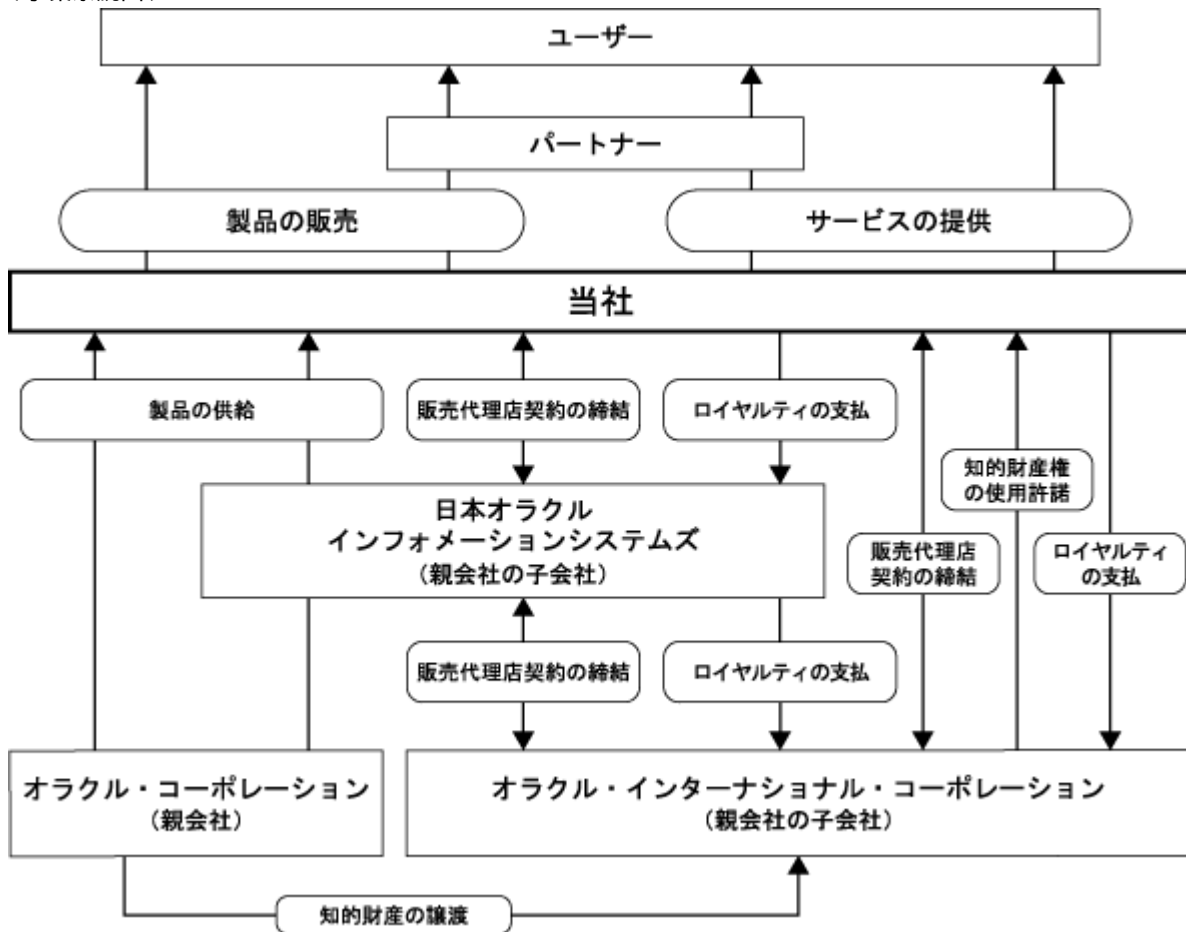 ユーザー
パートナー
製品の販売
サービスの提供
当社
製品の供給
販売代理店契約の締結
ロイヤルティの支払
知的財産権
の使用許諾
日本オラクル
インフォメーションシステムズ
（親会社の子会社）
販売代理店
契約の締結
ロイヤルティ
の支払
販売代理店契約の締結
ロイヤルティの支払
オラクル・コーポレーション
（親会社）
オラクル・インターナショナル・コーポレーション
（親会社の子会社）
知的財産の譲渡